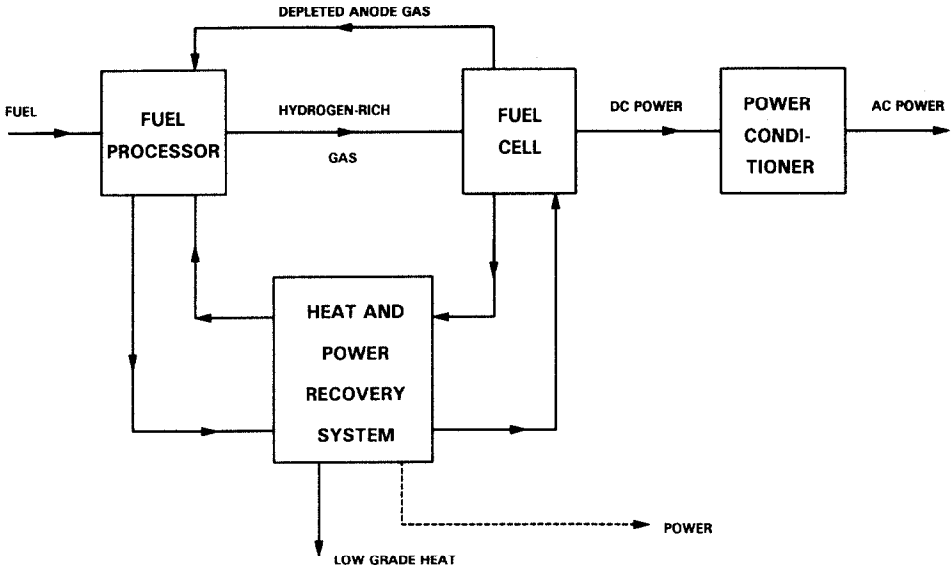 DEPLETED ANODE GAS
FUEL
FUEL
PROCESSOR
HYDROGEN-RICH
GAS
FUEL
CELL
DC POWER
POWER
CONDI-
TIONER
AC POWER
HEAT AND
POWER
RECOVERY
SYSTEM
POWER
LOW GRADE HEAT